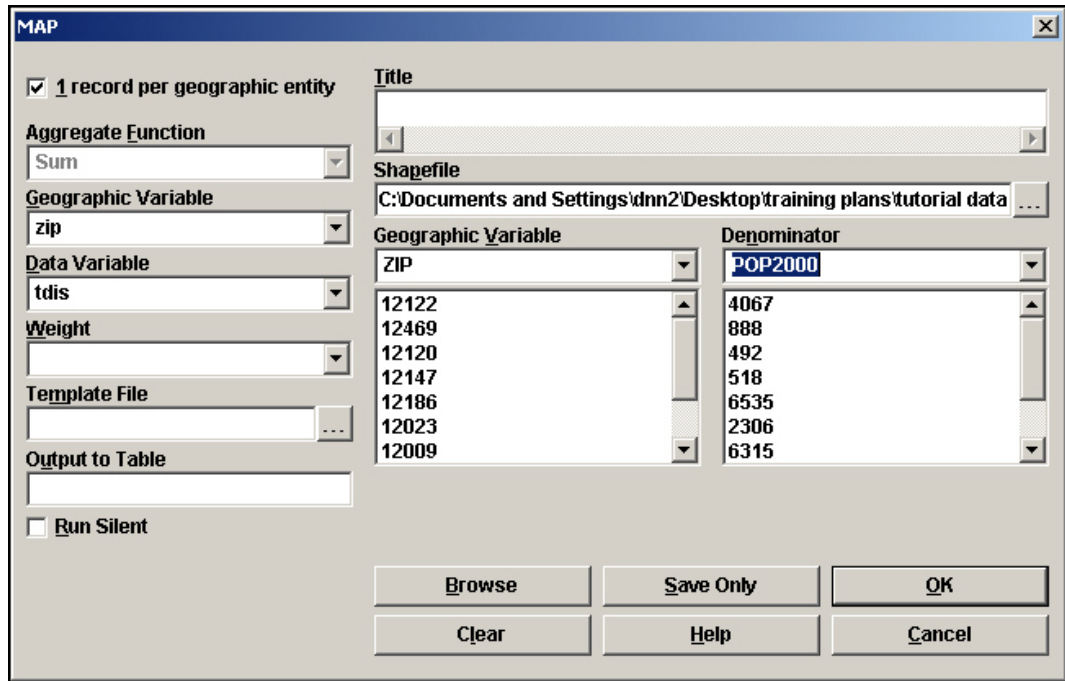 MAP
1 record per geographic entity
Aggregate Function
Sum
Geographic Variable
zip
Data Variable
tdis
Weight
Template File
...
Output to Table
Run Silent
Title
Shapefile
C:\Documents and Settings\dnn2\Desktop\training plans\tutorial data
...
Geographic Variable
ZIP
12122
12469
12120
12147
12186
12023
12009
Denominator
POP2000
4067
888
492
518
6535
2306
6315
Browse
Save Only
OK
Clear
Help
Cancel